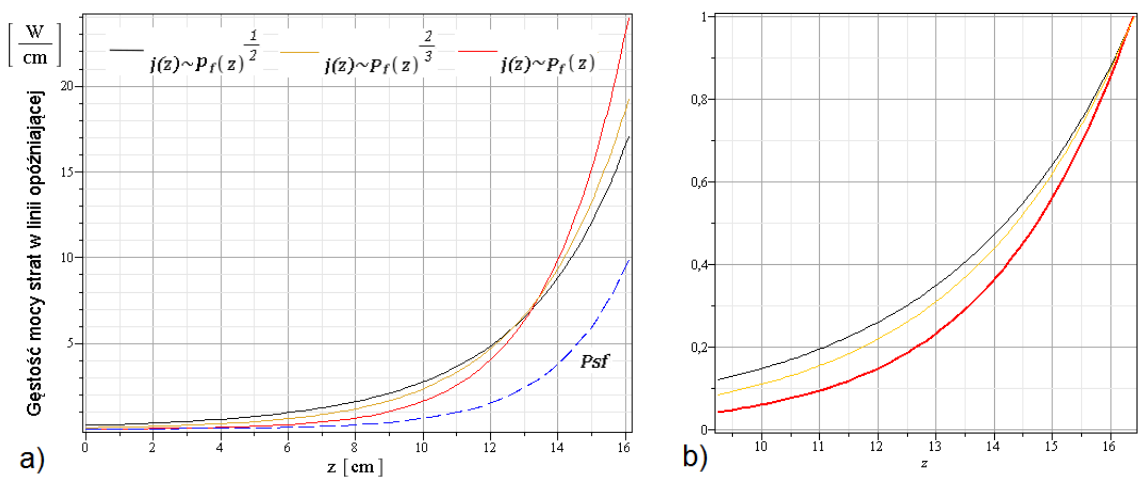 [ W / cm ]
j(z)~p_f(z)^{1/2} j(z)~P_f(z)^{2/3} j(z)~P_f(z)
Gęstość mocy strat w linii opóźniającej
20
15
10
5
Psf
0 2 4 6 8 10 12 14 16
z [cm]
a)
1
0,8
0,6
0,4
0,2
0
10 11 12 13 14 15 16
z
b)